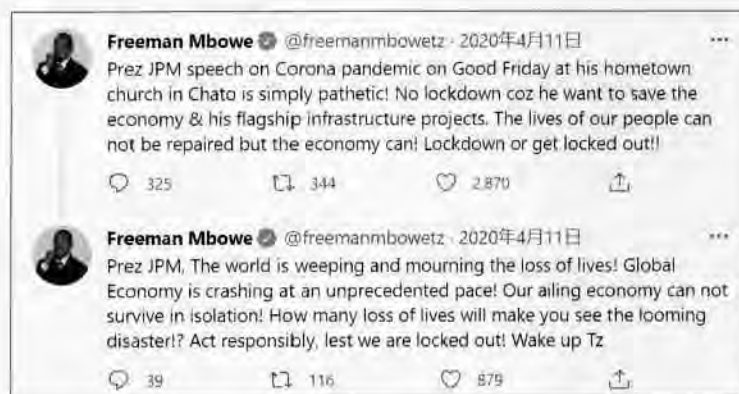 Freeman Mbowe @freemanmbowetz · 2020年4月11日
Prez JPM speech on Corona pandemic on Good Friday at his hometown
church in Chato is simply pathetic! No lockdown coz he want to save the
economy & his flagship infrastructure projects. The lives of our people can
not be repaired but the economy can! Lockdown or get locked out!!
325 344 2,870
Freeman Mbowe @freemanmbowetz · 2020年4月11日
Prez JPM, The world is weeping and mourning the loss of lives! Global
Economy is crashing at an unprecedented pace! Our ailing economy can not
survive in isolation! How many loss of lives will make you see the looming
disaster!? Act responsibly, lest we are locked out! Wake up Tz
39 116 879